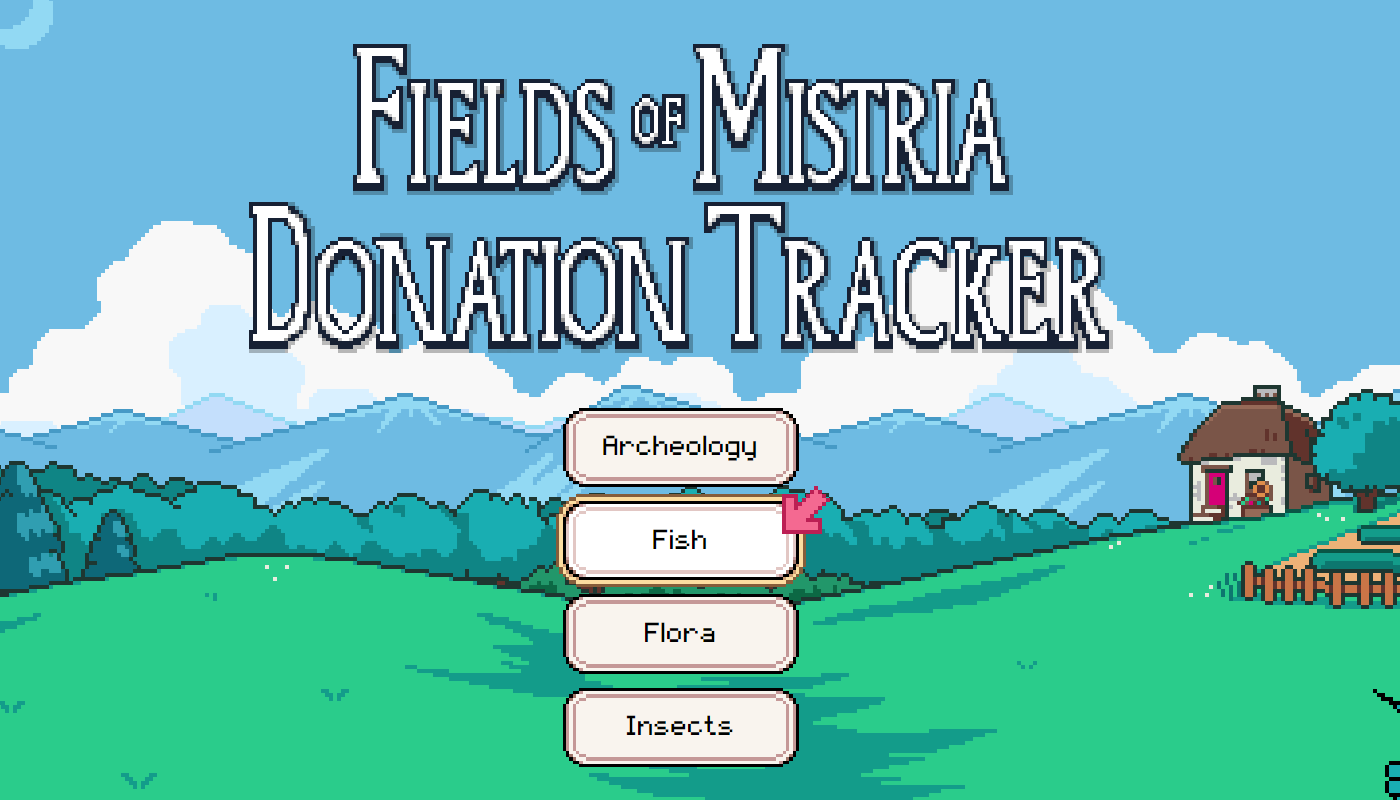 Fields of Mistria
Donation Tracker
Archeology
Fish
Flora
Insects